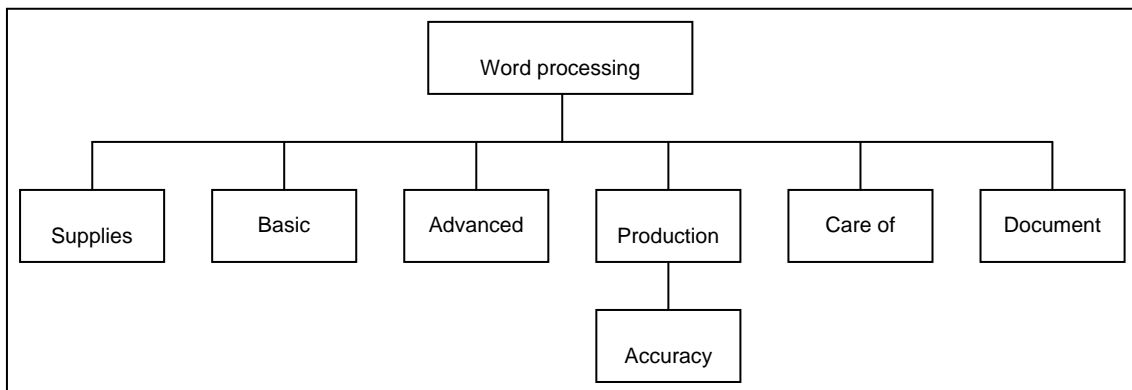 Word processing
Supplies
Basic
Advanced
Production
Care of
Document
Accuracy